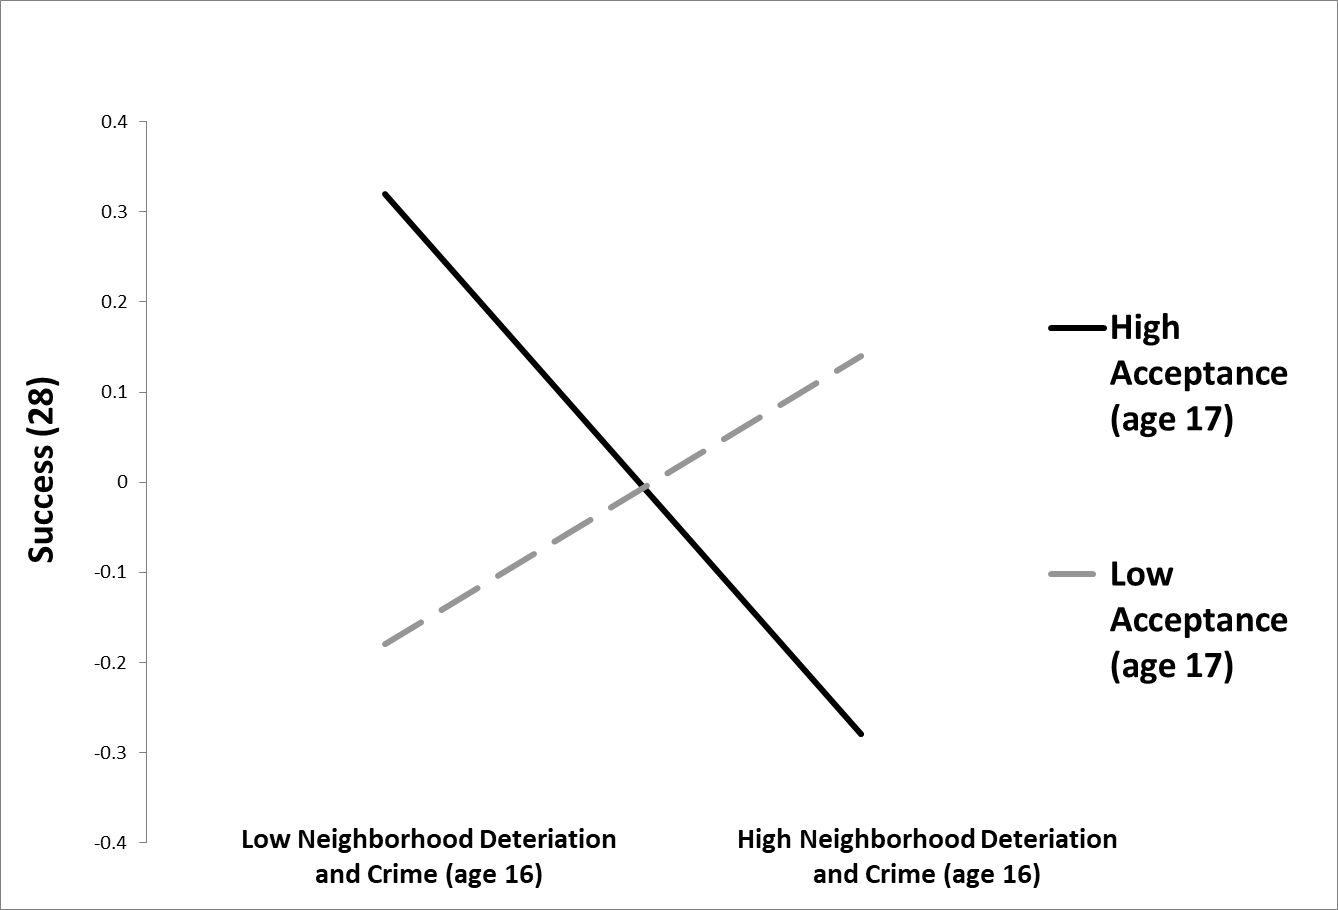 0.4
0.3
0.2
0.1
0
-0.1
-0.2
-0.3
-0.4
Success (28)
Low Neighborhood Deteriation
and Crime (age 16)
High Neighborhood Deteriation
and Crime (age 16)
High
Acceptance
(age 17)
Low
Acceptance
(age 17)